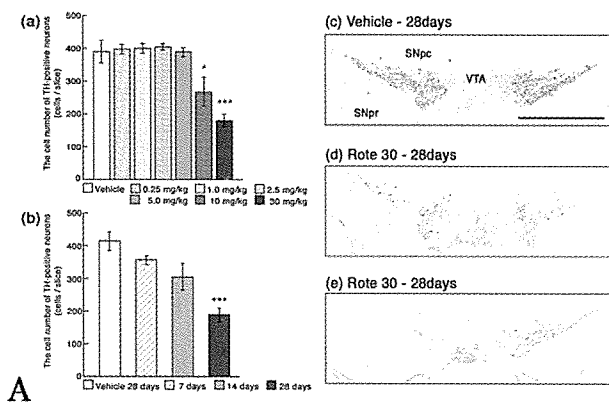 (a)
The cell number of TH-positive neurons
(cells / slice)
500
400
300
200
100
0
*
***
Vehicle 0.25 mg/kg 1.0 mg/kg 2.5 mg/kg
5.0 mg/kg 10 mg/kg 30 mg/kg
(b)
The cell number of TH-positive neurons
(cells / slice)
500
400
300
200
100
0
***
Vehicle 28 days 7 days 14 days 28 days
A
(c) Vehicle - 28days
SNpc
VTA
SNpr
(d) Rote 30 - 28days
(e) Rote 30 - 28days